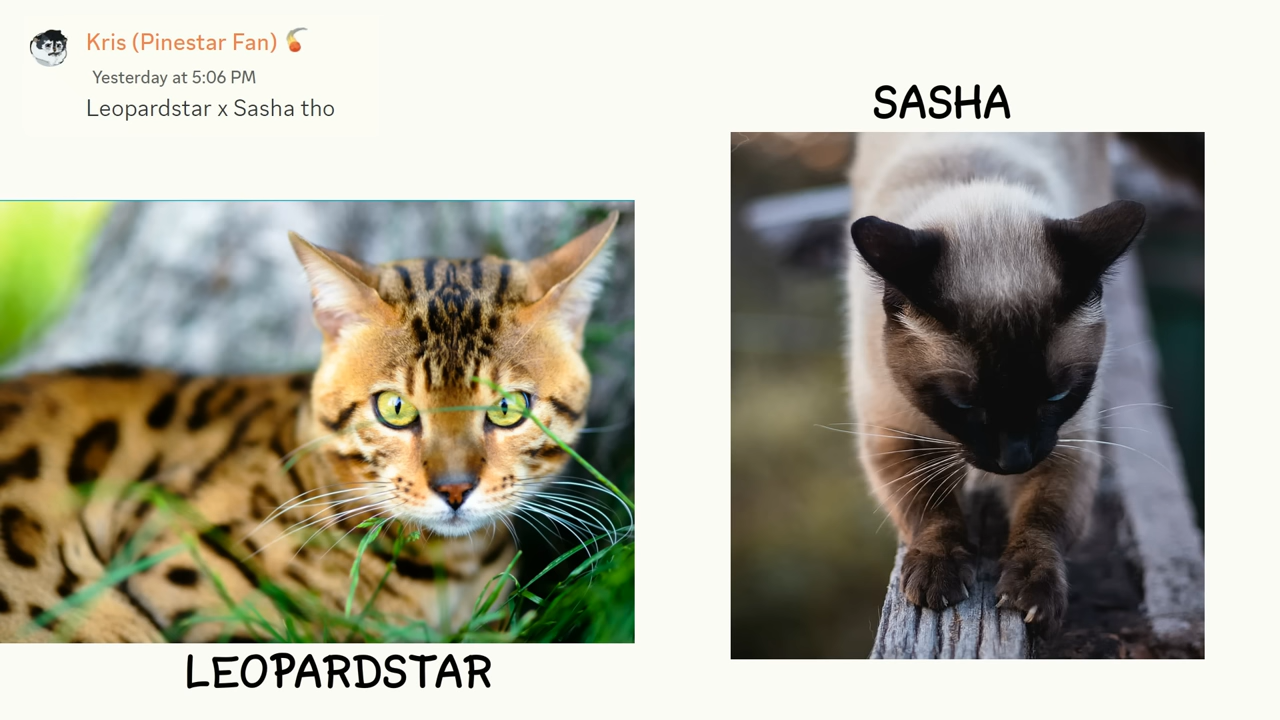 Kris (Pinestar Fan)
Yesterday at 5:06 PM
Leopardstar x Sasha tho
SASHA
LEOPARDSTAR